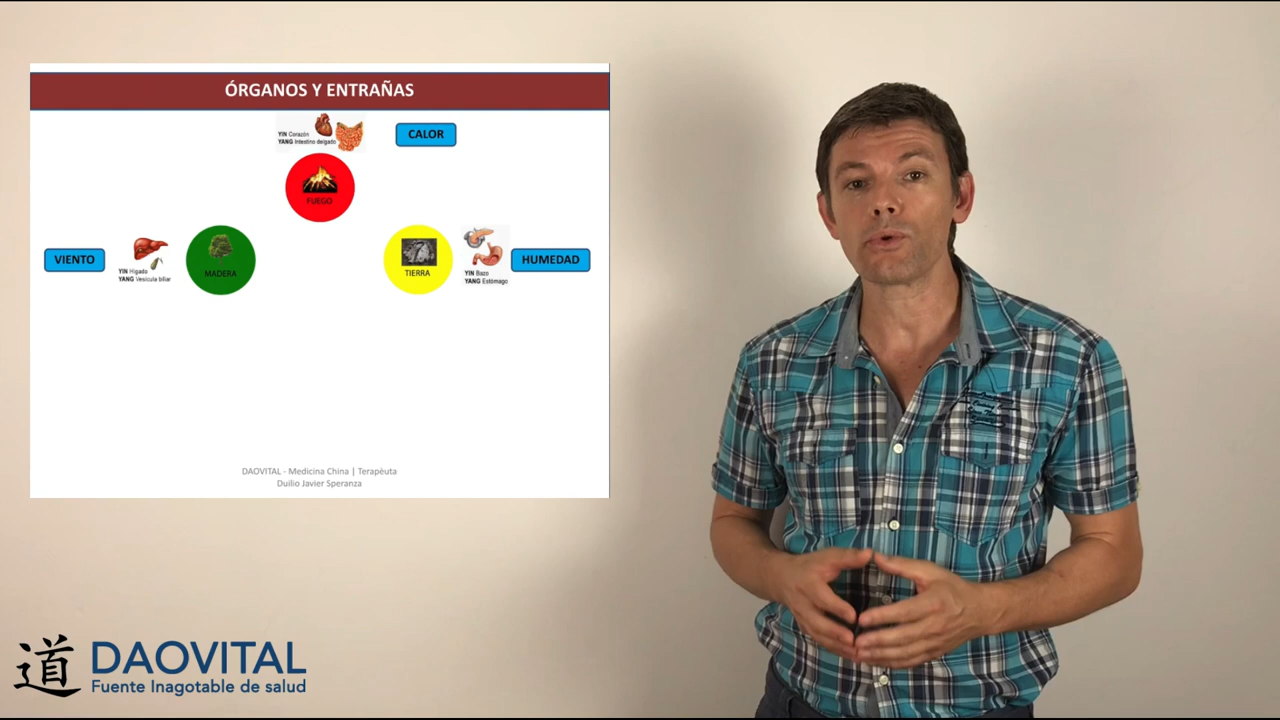 ÓRGANOS Y ENTRAÑAS
YIN Corazón
YANG Intestino delgado
CALOR
FUEGO
VIENTO
YIN Hígado
YANG Vesícula biliar
MADERA
TIERRA
YIN Bazo
YANG Estómago
HUMEDAD
DAOVITAL - Medicina China | Terapèuta
Duilio Javier Speranza
道
DAOVITAL
Fuente Inagotable de salud